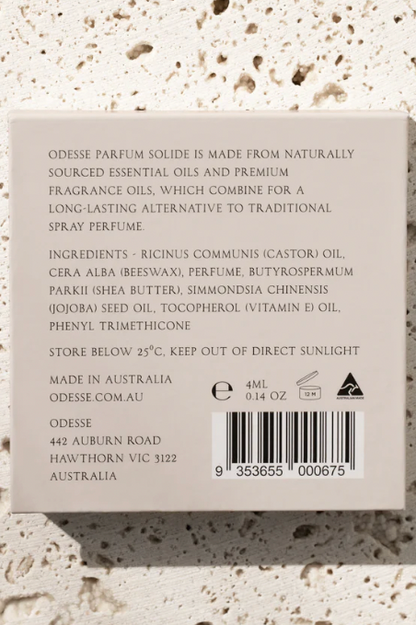 ODESSE PARFUM SOLIDE IS MADE FROM NATURALLY
SOURCED ESSENTIAL OILS AND PREMIUM
FRAGRANCE OILS, WHICH COMBINE FOR A
LONG-LASTING ALTERNATIVE TO TRADITIONAL
SPRAY PERFUME.
INGREDIENTS - RICINUS COMMUNIS (CASTOR) OIL,
CERA ALBA (BEESWAX), PERFUME, BUTYROSPERMUM
PARKII (SHEA BUTTER), SIMMONDSIA CHINENSIS
(JOJOBA) SEED OIL, TOCOPHEROL (VITAMIN E) OIL,
PHENYL TRIMETHICONE
STORE BELOW 25°C, KEEP OUT OF DIRECT SUNLIGHT
MADE IN AUSTRALIA
ODESSE.COM.AU
ODESSE
442 AUBURN ROAD
HAWTHORN VIC 3122
AUSTRALIA
℮ 4ML
0.14 OZ
12 M
AUSTRALIAN MADE
9 353655 000675